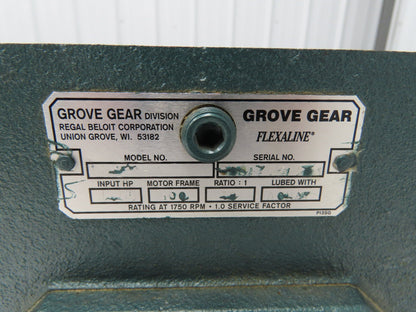 GROVE GEAR DIVISION
REGAL BELOIT CORPORATION
UNION GROVE, WI. 53182
GROVE GEAR
FLEXALINE®
MODEL NO. SERIAL NO.
INPUT HP MOTOR FRAME RATIO : 1 LUBED WITH
RATING AT 1750 RPM • 1.0 SERVICE FACTOR